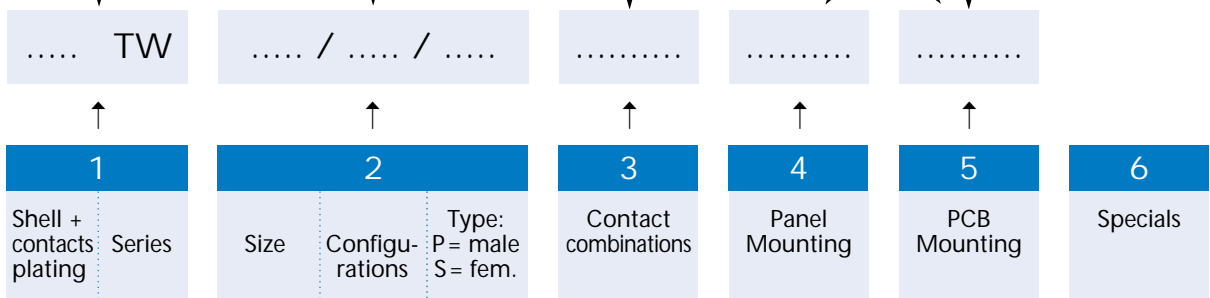 ..... TW ..... / ..... / ..... .......... .......... ..........
1 2 3 4 5 6
Shell +
contacts
plating
Series
Size
Configu-
rations
Type:
P = male
S = fem.
Contact
combinations
Panel
Mounting
PCB
Mounting
Specials